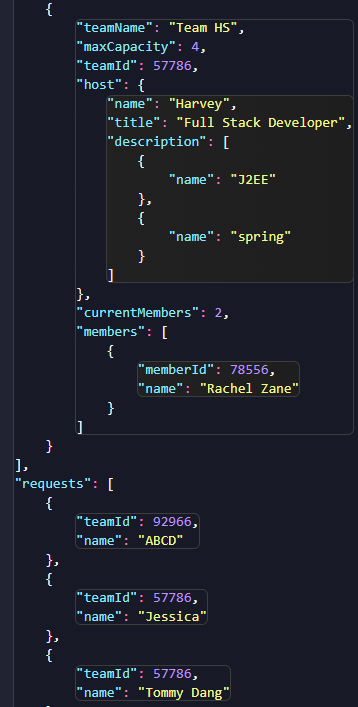 {
"teamName": "Team HS",
"maxCapacity": 4,
"teamId": 57786,
"host": {
"name": "Harvey",
"title": "Full Stack Developer",
"description": [
{
"name": "J2EE"
},
{
"name": "spring"
}
]
},
"currentMembers": 2,
"members": [
{
"memberId": 78556,
"name": "Rachel Zane"
}
]
}
],
"requests": [
{
"teamId": 92966,
"name": "ABCD"
},
{
"teamId": 57786,
"name": "Jessica"
},
{
"teamId": 57786,
"name": "Tommy Dang"